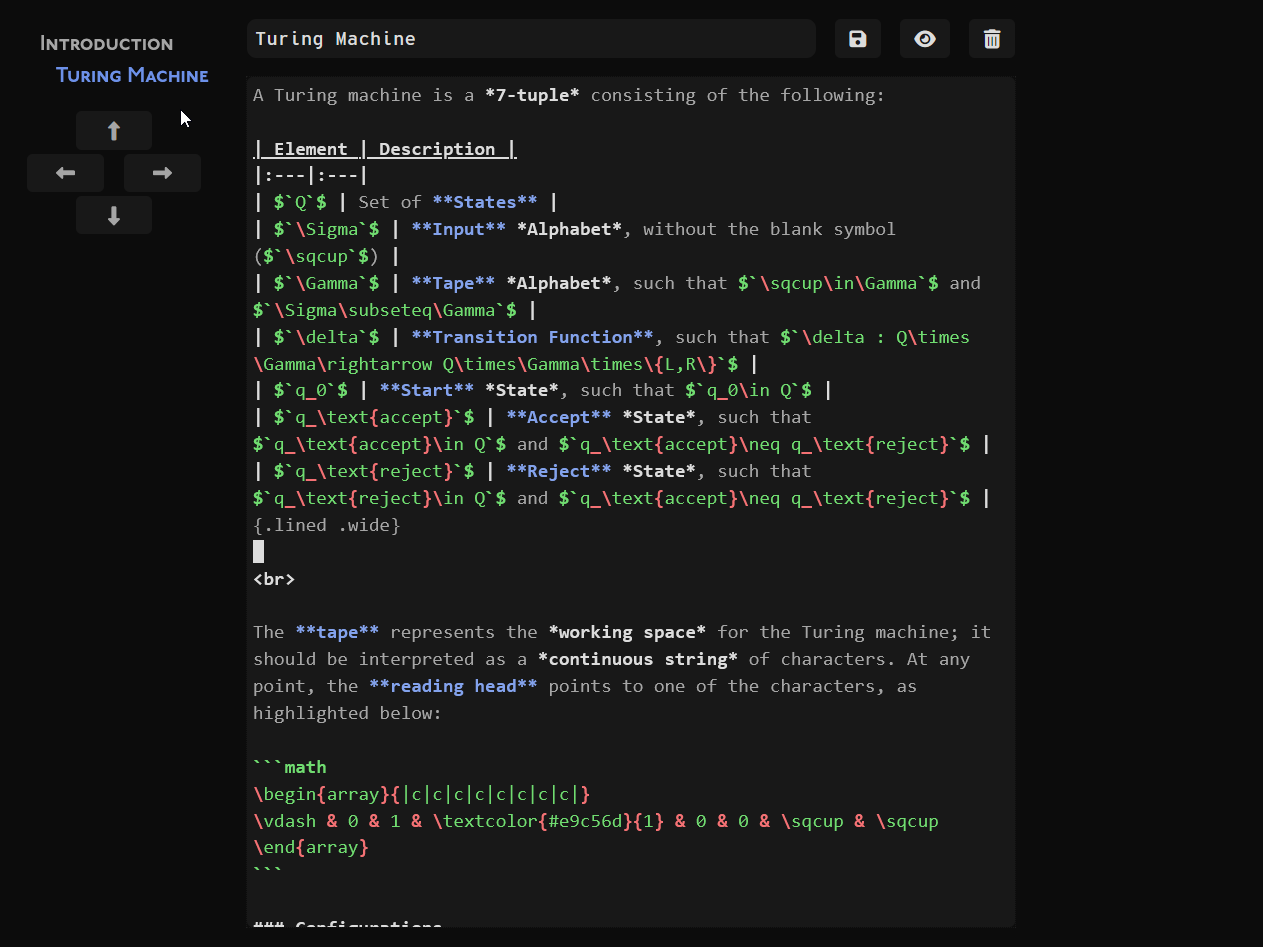 Introduction
Turing Machine
Turing Machine
A Turing machine is a *7-tuple* consisting of the following:
| Element | Description |
|:---|:---|
| $`Q`$ | Set of **States** |
| $`\Sigma`$ | **Input** *Alphabet*, without the blank symbol
($`\sqcup`$) |
| $`\Gamma`$ | **Tape** *Alphabet*, such that $`\sqcup\in\Gamma`$ and
$`\Sigma\subseteq\Gamma`$ |
| $`\delta`$ | **Transition Function**, such that $`\delta : Q\times
\Gamma\rightarrow Q\times\Gamma\times\{L,R\}`$ |
| $`q_0`$ | **Start** *State*, such that $`q_0\in Q`$ |
| $`q_\text{accept}`$ | **Accept** *State*, such that
$`q_\text{accept}\in Q`$ and $`q_\text{accept}\neq q_\text{reject}`$ |
| $`q_\text{reject}`$ | **Reject** *State*, such that
$`q_\text{reject}\in Q`$ and $`q_\text{accept}\neq q_\text{reject}`$ |
{.lined .wide}
<br>
The **tape** represents the *working space* for the Turing machine; it
should be interpreted as a *continuous string* of characters. At any
point, the **reading head** points to one of the characters, as
highlighted below:
```math
\begin{array}{|c|c|c|c|c|c|c|c|}
\vdash & 0 & 1 & \textcolor{#e9c56d}{1} & 0 & 0 & \sqcup & \sqcup
\end{array}
```
### Configurations